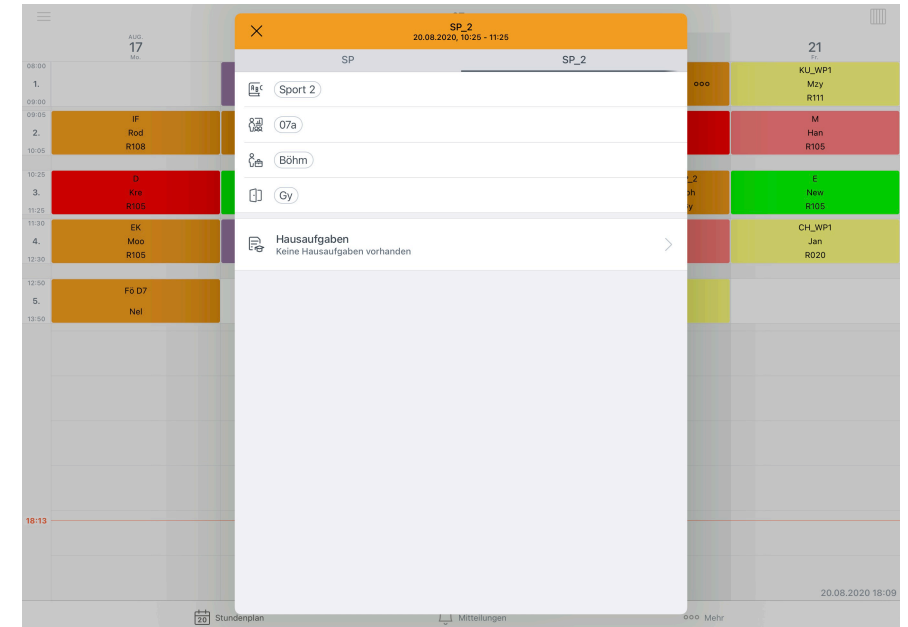 SP_2
20.08.2020, 10:25 - 11:25
SP
SP_2
Sport 2
07a
Böhm
Gy
Hausaufgaben
Keine Hausaufgaben vorhanden
AUG.
17
Mo.
21
Fr.
08:00
1.
09:00
KU_WP1
Mzy
R111
09:05
2.
10:05
IF
Rod
R108
M
Han
R105
10:25
3.
11:25
D
Kre
R105
_2
oh
y
E
New
R105
11:30
4.
12:30
EK
Moo
R105
CH_WP1
Jan
R020
12:50
5.
13:50
Fö D7
Nel
18:13
20.08.2020 18:09
20
Stundenplan
Mitteilungen
Mehr